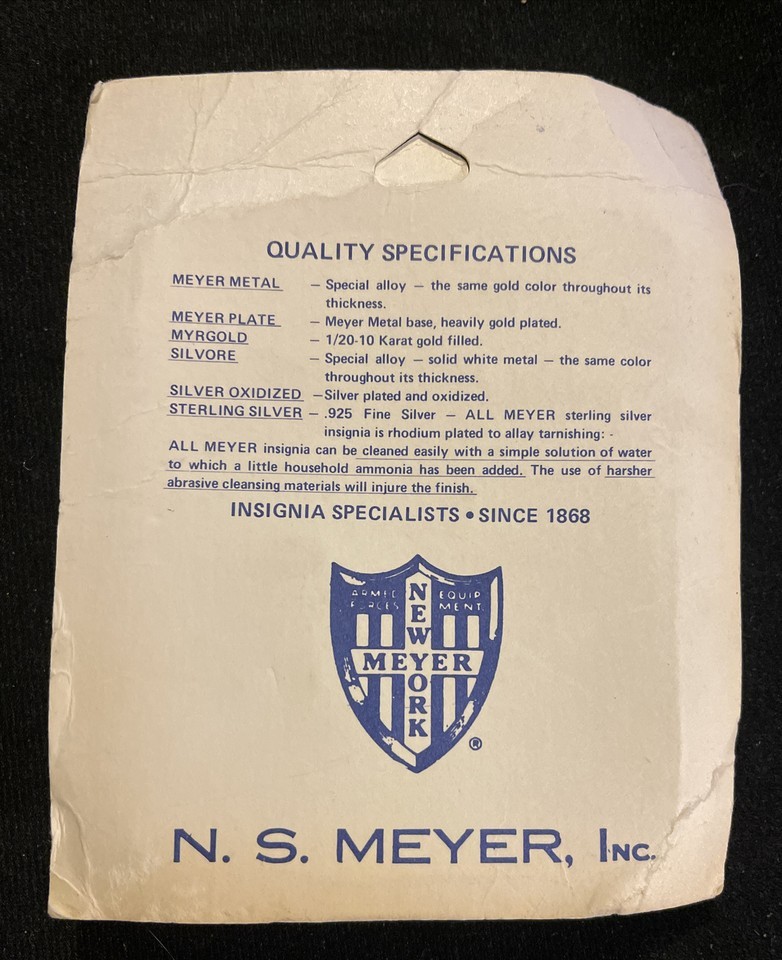 QUALITY SPECIFICATIONS
MEYER METAL — Special alloy — the same gold color throughout its
thickness.
MEYER PLATE — Meyer Metal base, heavily gold plated.
MYRGOLD — 1/20-10 Karat gold filled.
SILVORE — Special alloy — solid white metal — the same color
throughout its thickness.
SILVER OXIDIZED —Silver plated and oxidized.
STERLING SILVER — .925 Fine Silver — ALL MEYER sterling silver
insignia is rhodium plated to allay tarnishing: -
ALL MEYER insignia can be cleaned easily with a simple solution of water
to which a little household ammonia has been added. The use of harsher
abrasive cleansing materials will injure the finish.
INSIGNIA SPECIALISTS • SINCE 1868
ARMED EQUIP
FORCES MENT
NEW YORK
MEYER
®
N. S. MEYER, INC.